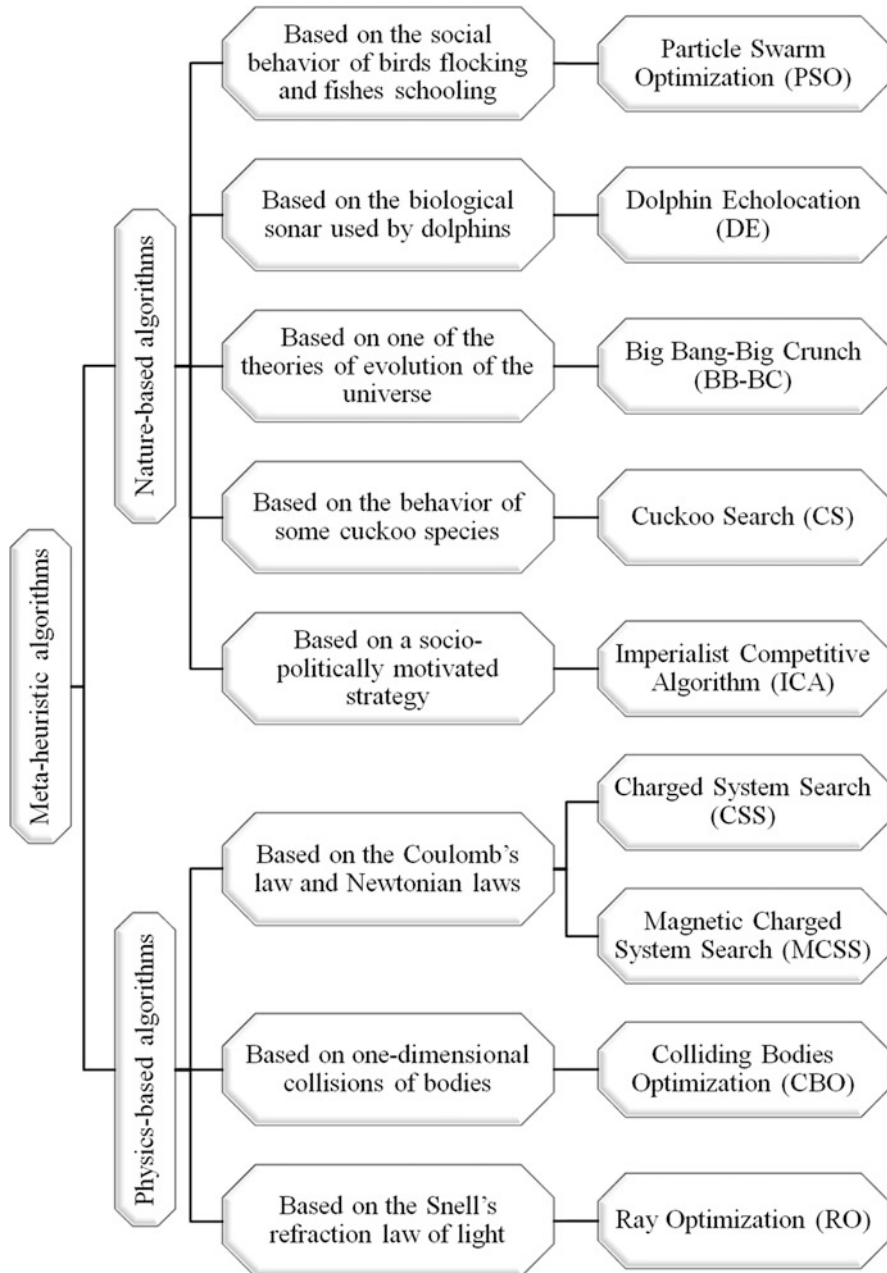 Meta-heuristic algorithms
Nature-based algorithms
Based on the social
behavior of birds flocking
and fishes schooling
Particle Swarm
Optimization (PSO)
Based on the biological
sonar used by dolphins
Dolphin Echolocation
(DE)
Based on one of the
theories of evolution of the
universe
Big Bang-Big Crunch
(BB-BC)
Based on the behavior of
some cuckoo species
Cuckoo Search (CS)
Based on a socio-
politically motivated
strategy
Imperialist Competitive
Algorithm (ICA)
Physics-based algorithms
Based on the Coulomb's
law and Newtonian laws
Charged System Search
(CSS)
Magnetic Charged
System Search (MCSS)
Based on one-dimensional
collisions of bodies
Colliding Bodies
Optimization (CBO)
Based on the Snell's
refraction law of light
Ray Optimization (RO)